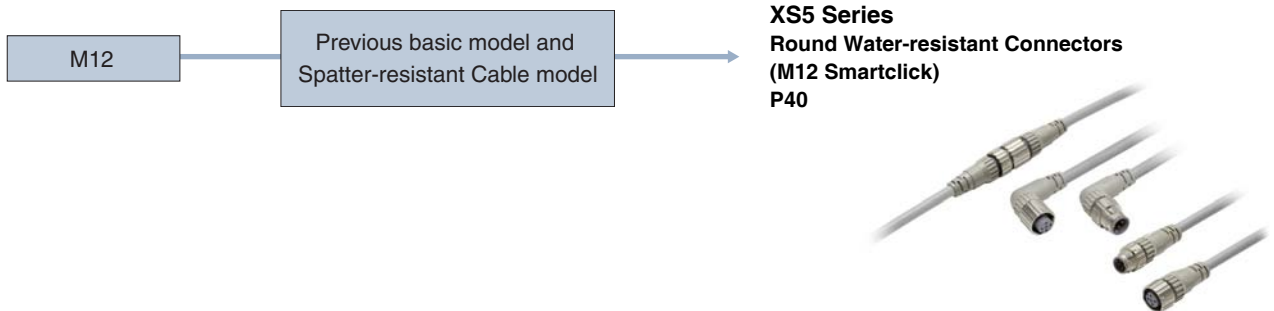 M12
Previous basic model and
Spatter-resistant Cable model
XS5 Series
Round Water-resistant Connectors
(M12 Smartclick)
P40